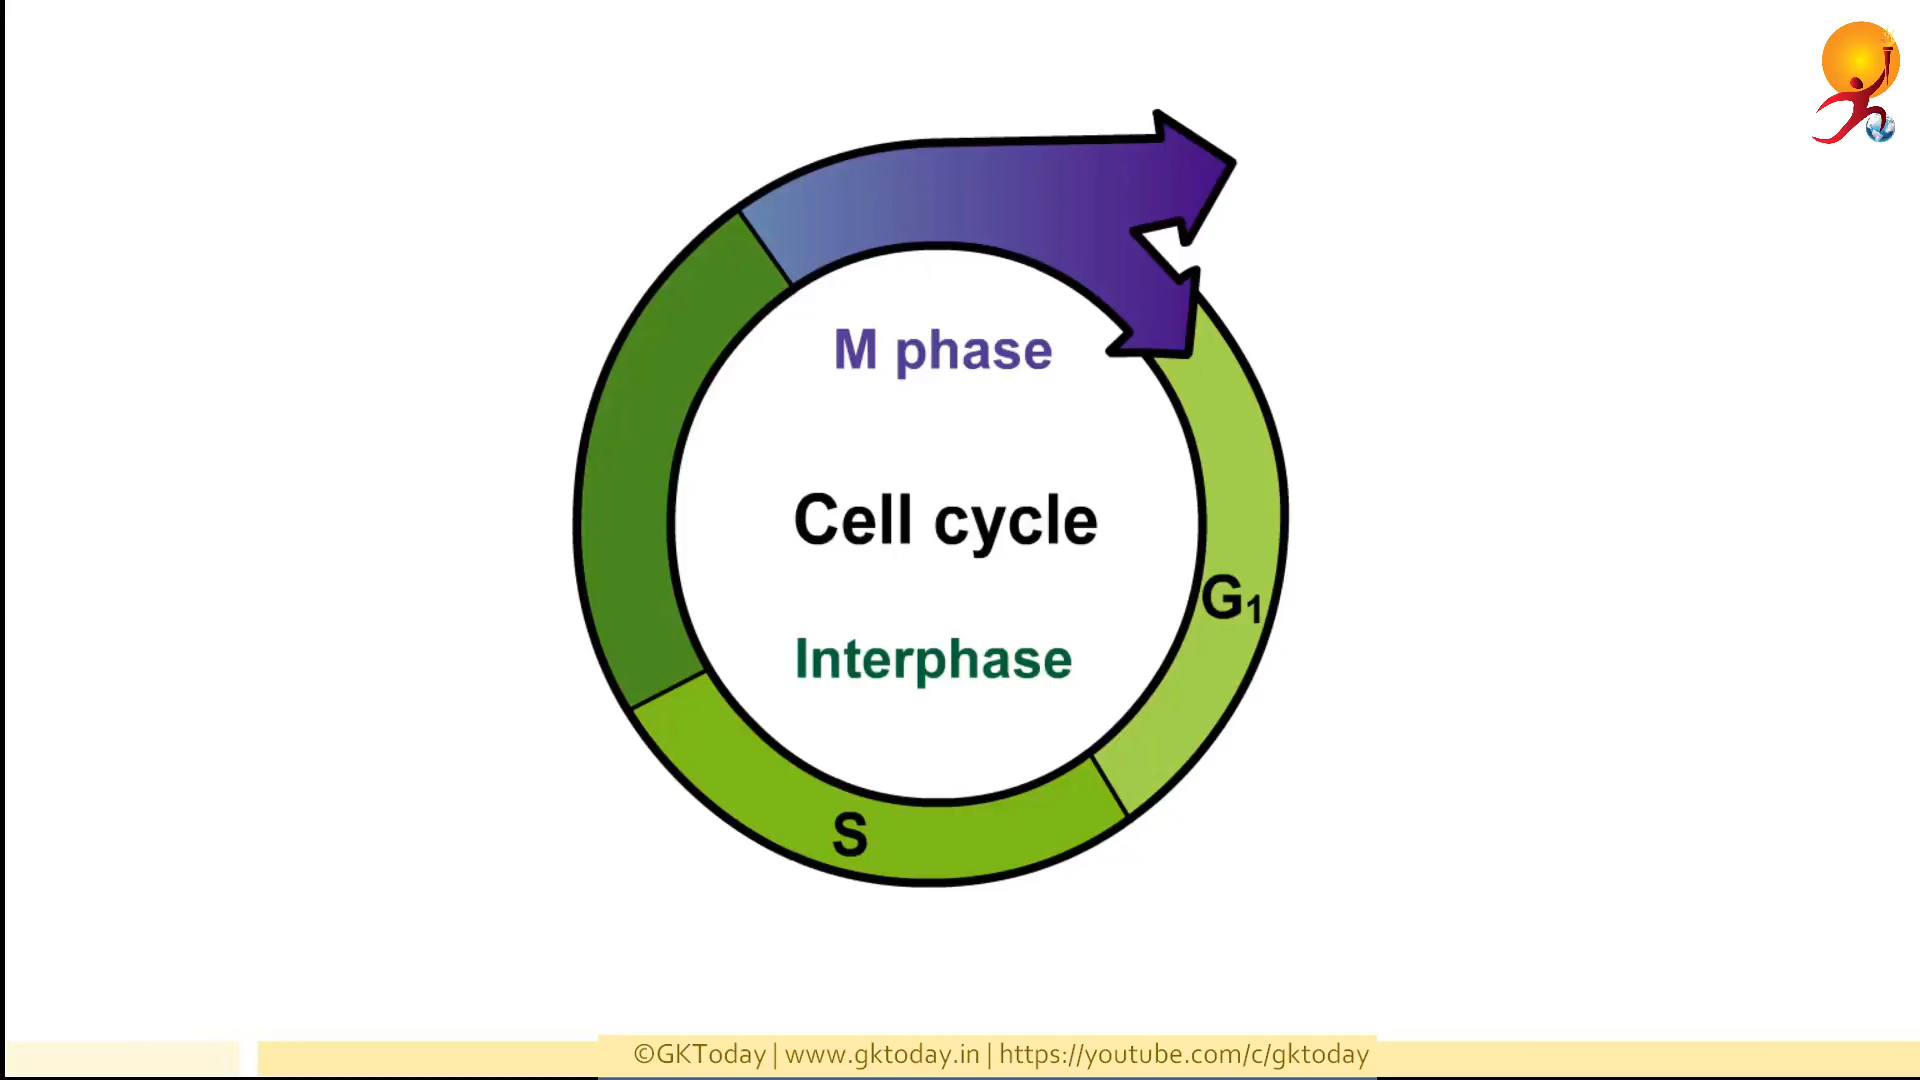 M phase
Cell cycle
G₁
Interphase
S
©GKToday | www.gktoday.in | https://youtube.com/c/gktoday